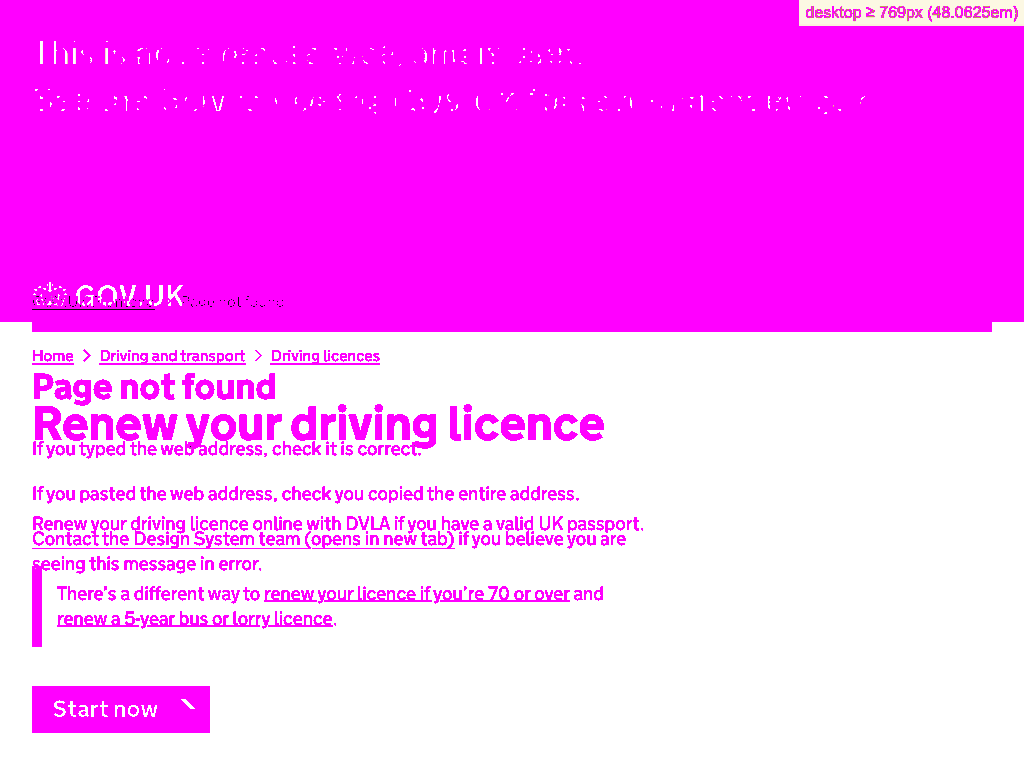 desktop ≥ 769px (48.0625em)
This is not
GOV.UK
Page not found
Home > Driving and transport > Driving licences
Page not found
Renew your driving licence
If you typed the web address, check it is correct.
If you pasted the web address, check you copied the entire address.
Renew your driving licence online with DVLA if you have a valid UK passport.
Contact the Design System team (opens in new tab) if you believe you are
seeing this message in error.
There’s a different way to renew your licence if you’re 70 or over and
renew a 5-year bus or lorry licence.
Start now